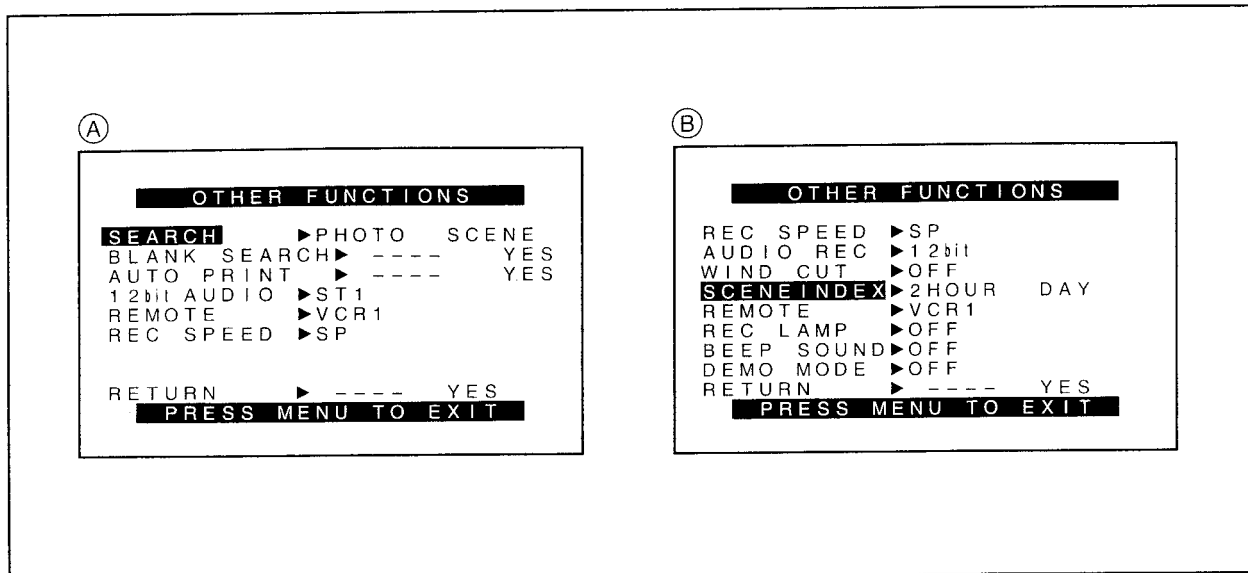 Ⓐ
OTHER FUNCTIONS
SEARCH ▶PHOTO SCENE
BLANK SEARCH▶ ---- YES
AUTO PRINT ▶ ---- YES
12bit AUDIO ▶ST1
REMOTE ▶VCR1
REC SPEED ▶SP
RETURN ▶ ---- YES
PRESS MENU TO EXIT
Ⓑ
OTHER FUNCTIONS
REC SPEED ▶SP
AUDIO REC ▶12bit
WIND CUT ▶OFF
SCENEINDEX▶2HOUR DAY
REMOTE ▶VCR1
REC LAMP ▶OFF
BEEP SOUND▶OFF
DEMO MODE ▶OFF
RETURN ▶ ---- YES
PRESS MENU TO EXIT